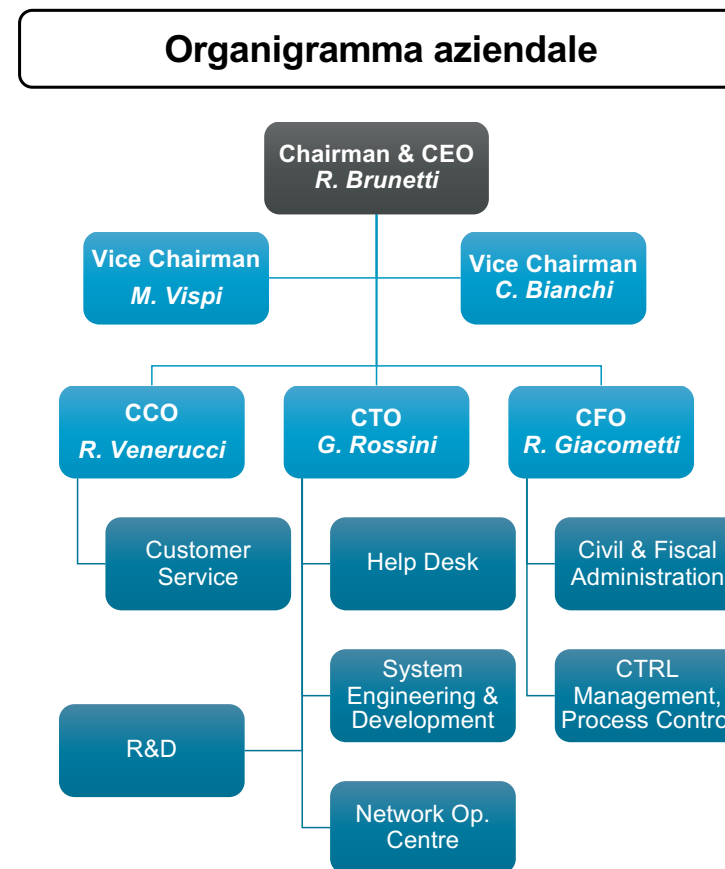 Organigramma aziendale
Chairman & CEO
R. Brunetti
Vice Chairman
M. Vispi
Vice Chairman
C. Bianchi
CCO
R. Venerucci
CTO
G. Rossini
CFO
R. Giacometti
Customer
Service
Help Desk
Civil & Fiscal
Administration
System
Engineering &
Development
CTRL
Management,
Process Contro
R&D
Network Op.
Centre